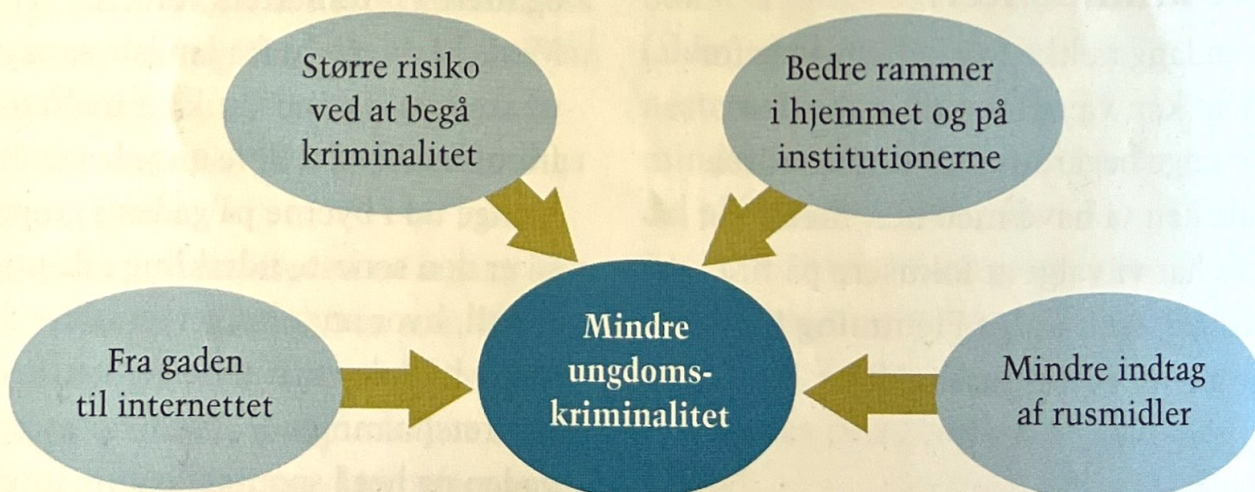 Større risiko
ved at begå
kriminalitet
Bedre rammer
i hjemmet og på
institutionerne
Fra gaden
til internettet
Mindre
ungdoms-
kriminalitet
Mindre indtag
af rusmidler